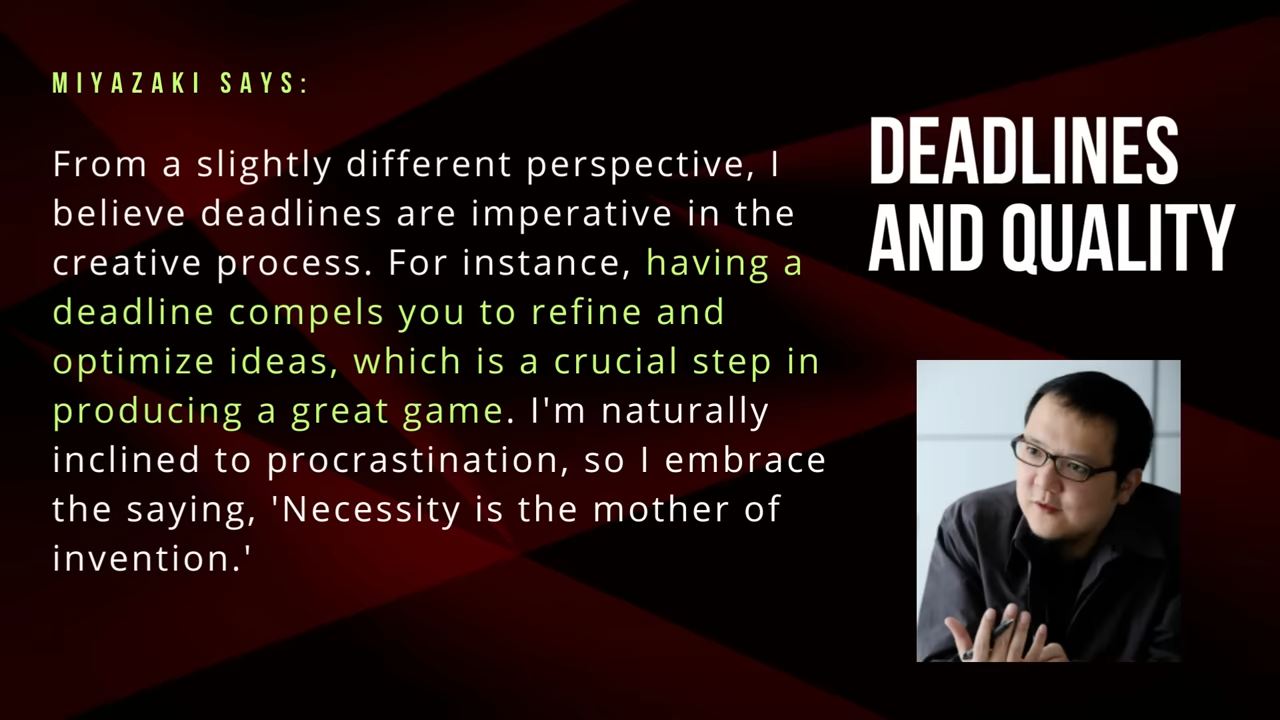 MIYAZAKI SAYS:
From a slightly different perspective, I
believe deadlines are imperative in the
creative process. For instance, having a
deadline compels you to refine and
optimize ideas, which is a crucial step in
producing a great game. I'm naturally
inclined to procrastination, so I embrace
the saying, 'Necessity is the mother of
invention.'
DEADLINES
AND QUALITY